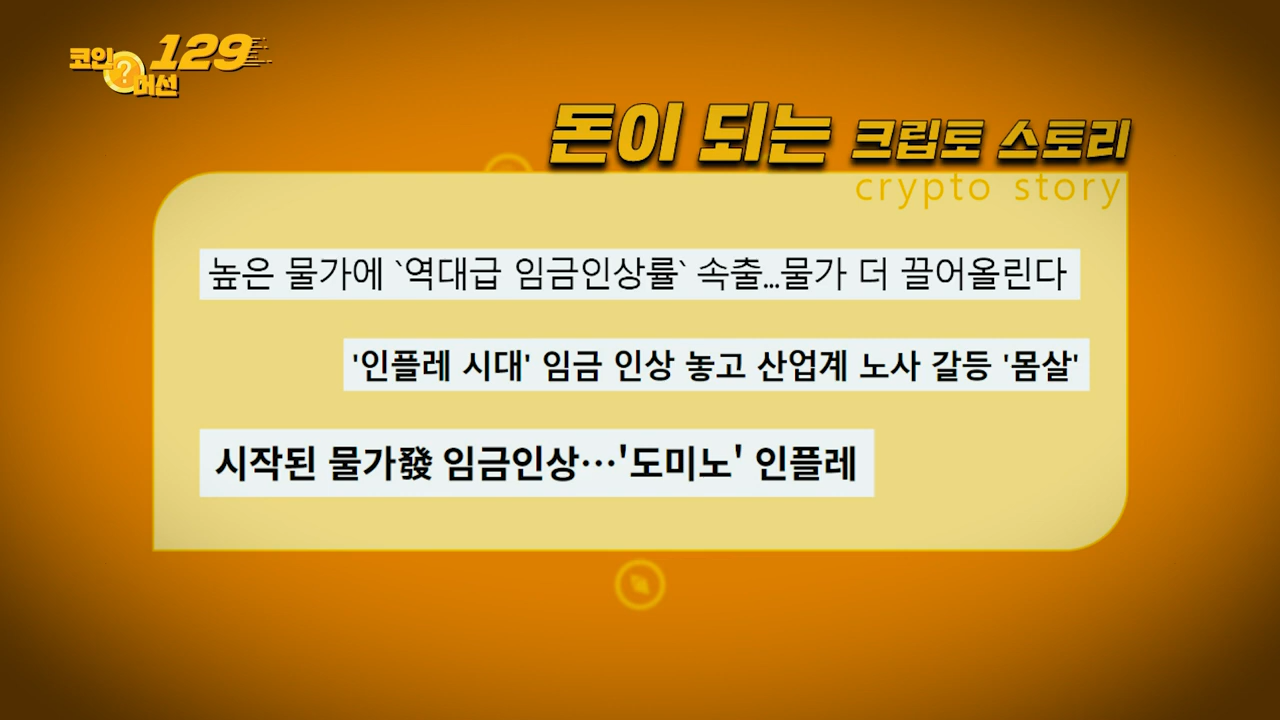 코인
?
머선
129
돈이 되는 크립토 스토리
crypto story
높은 물가에 `역대급 임금인상률` 속출...물가 더 끌어올린다
'인플레 시대' 임금 인상 놓고 산업계 노사 갈등 '몸살'
시작된 물가發 임금인상…'도미노' 인플레